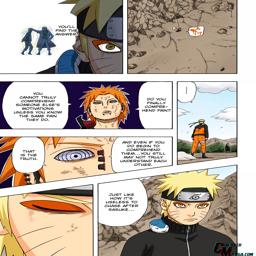 YOU'LL
FIND THE
ANSWER
YOU
CANNOT TRULY
COMPREHEND
SOMEONE ELSE'S
MOTIVATIONS
UNLESS YOU
KNOW THE SAME
PAIN THEY
DO.
DO YOU
FINALLY
COMPRE-
HEND PAIN?
THAT
IS THE
TRUTH.
AND EVEN IF YOU
DO BEGIN TO
COMPREHEND
THEM... YOU STILL
MAY NOT TRULY
UNDERSTAND
EACH
OTHER.
JUST LIKE
HOW IT'S
USELESS TO
CHASE AFTER
SASUKE...